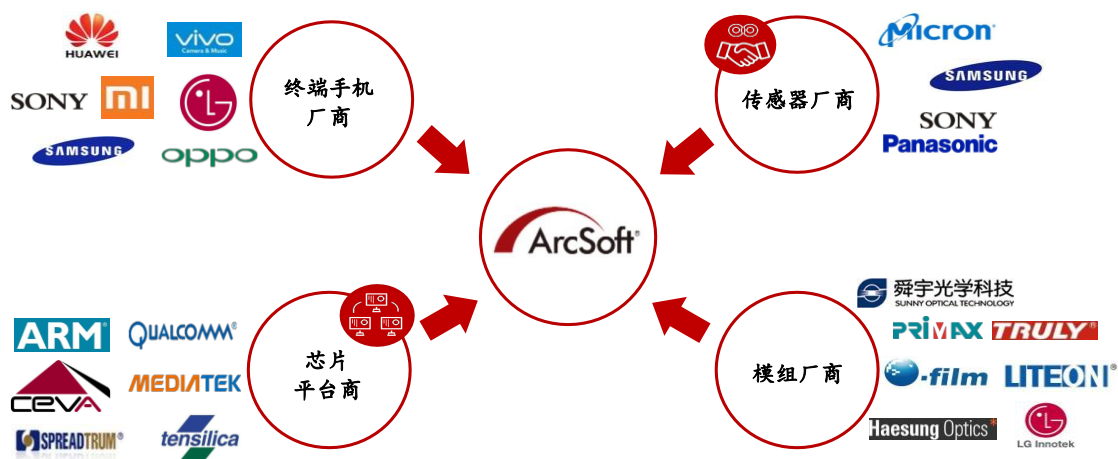 HUAWEI
vivo
Camera & Music
SONY
MI
LG
SAMSUNG
oppo
终端手机
厂商
传感器厂商
Micron®
SAMSUNG
SONY
Panasonic
ArcSoft®
ARM®
QUALCOMM®
CEVA
MEDIATEK
SPREADTRUM®
tensilica
芯片
平台商
模组厂商
舜宇光学科技
SUNNY OPTICAL TECHNOLOGY
PRIMAX
TRULY®
-film
LITEON®
Haesung Optics*
LG Innotek